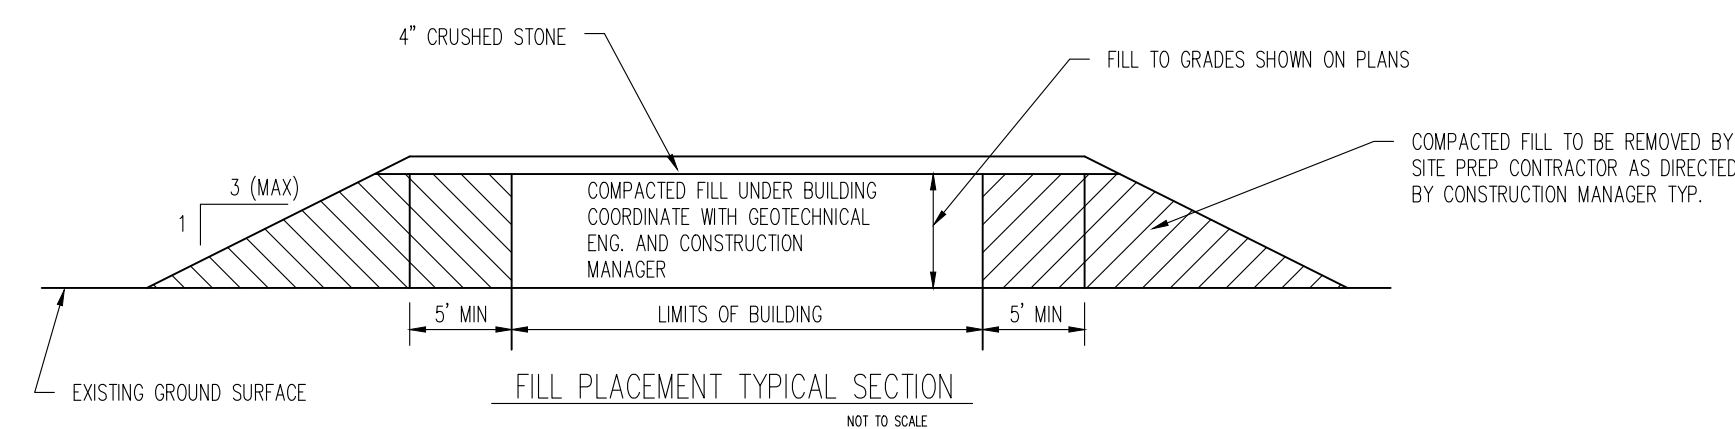 4" CRUSHED STONE
FILL TO GRADES SHOWN ON PLANS
COMPACTED FILL TO BE REMOVED BY
SITE PREP CONTRACTOR AS DIRECTED
BY CONSTRUCTION MANAGER TYP.
3 (MAX)
1
COMPACTED FILL UNDER BUILDING
COORDINATE WITH GEOTECHNICAL
ENG. AND CONSTRUCTION
MANAGER
5' MIN
LIMITS OF BUILDING
5' MIN
EXISTING GROUND SURFACE
FILL PLACEMENT TYPICAL SECTION
NOT TO SCALE